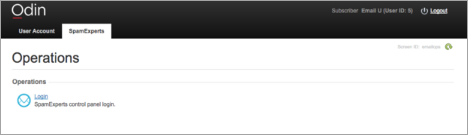 Odin
Subscriber Email U (User ID: 5) Logout
User Account SpamExperts
Operations
Operations
Login
SpamExperts control panel login.